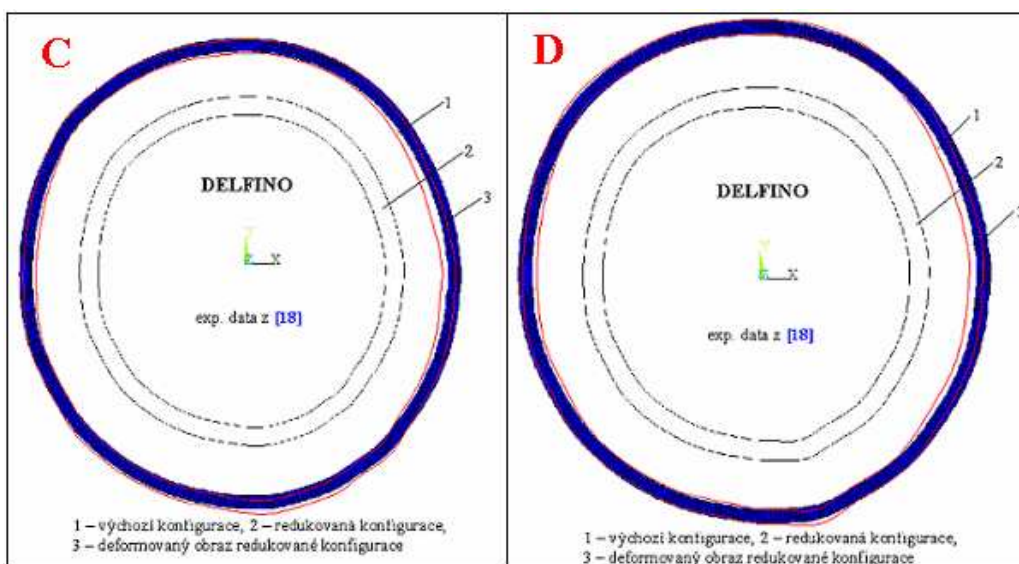 C
1
2
DELFINO
3
Y
Z X
exp. data z [18]
1 – výchozí konfigurace, 2 – redukovaná konfigurace,
3 – deformovaný obraz redukované konfigurace
D
1
2
DELFINO
3
Y
Z X
exp. data z [18]
1 – výchozí konfigurace, 2 – redukovaná konfigurace,
3 – deformovaný obraz redukované konfigurace